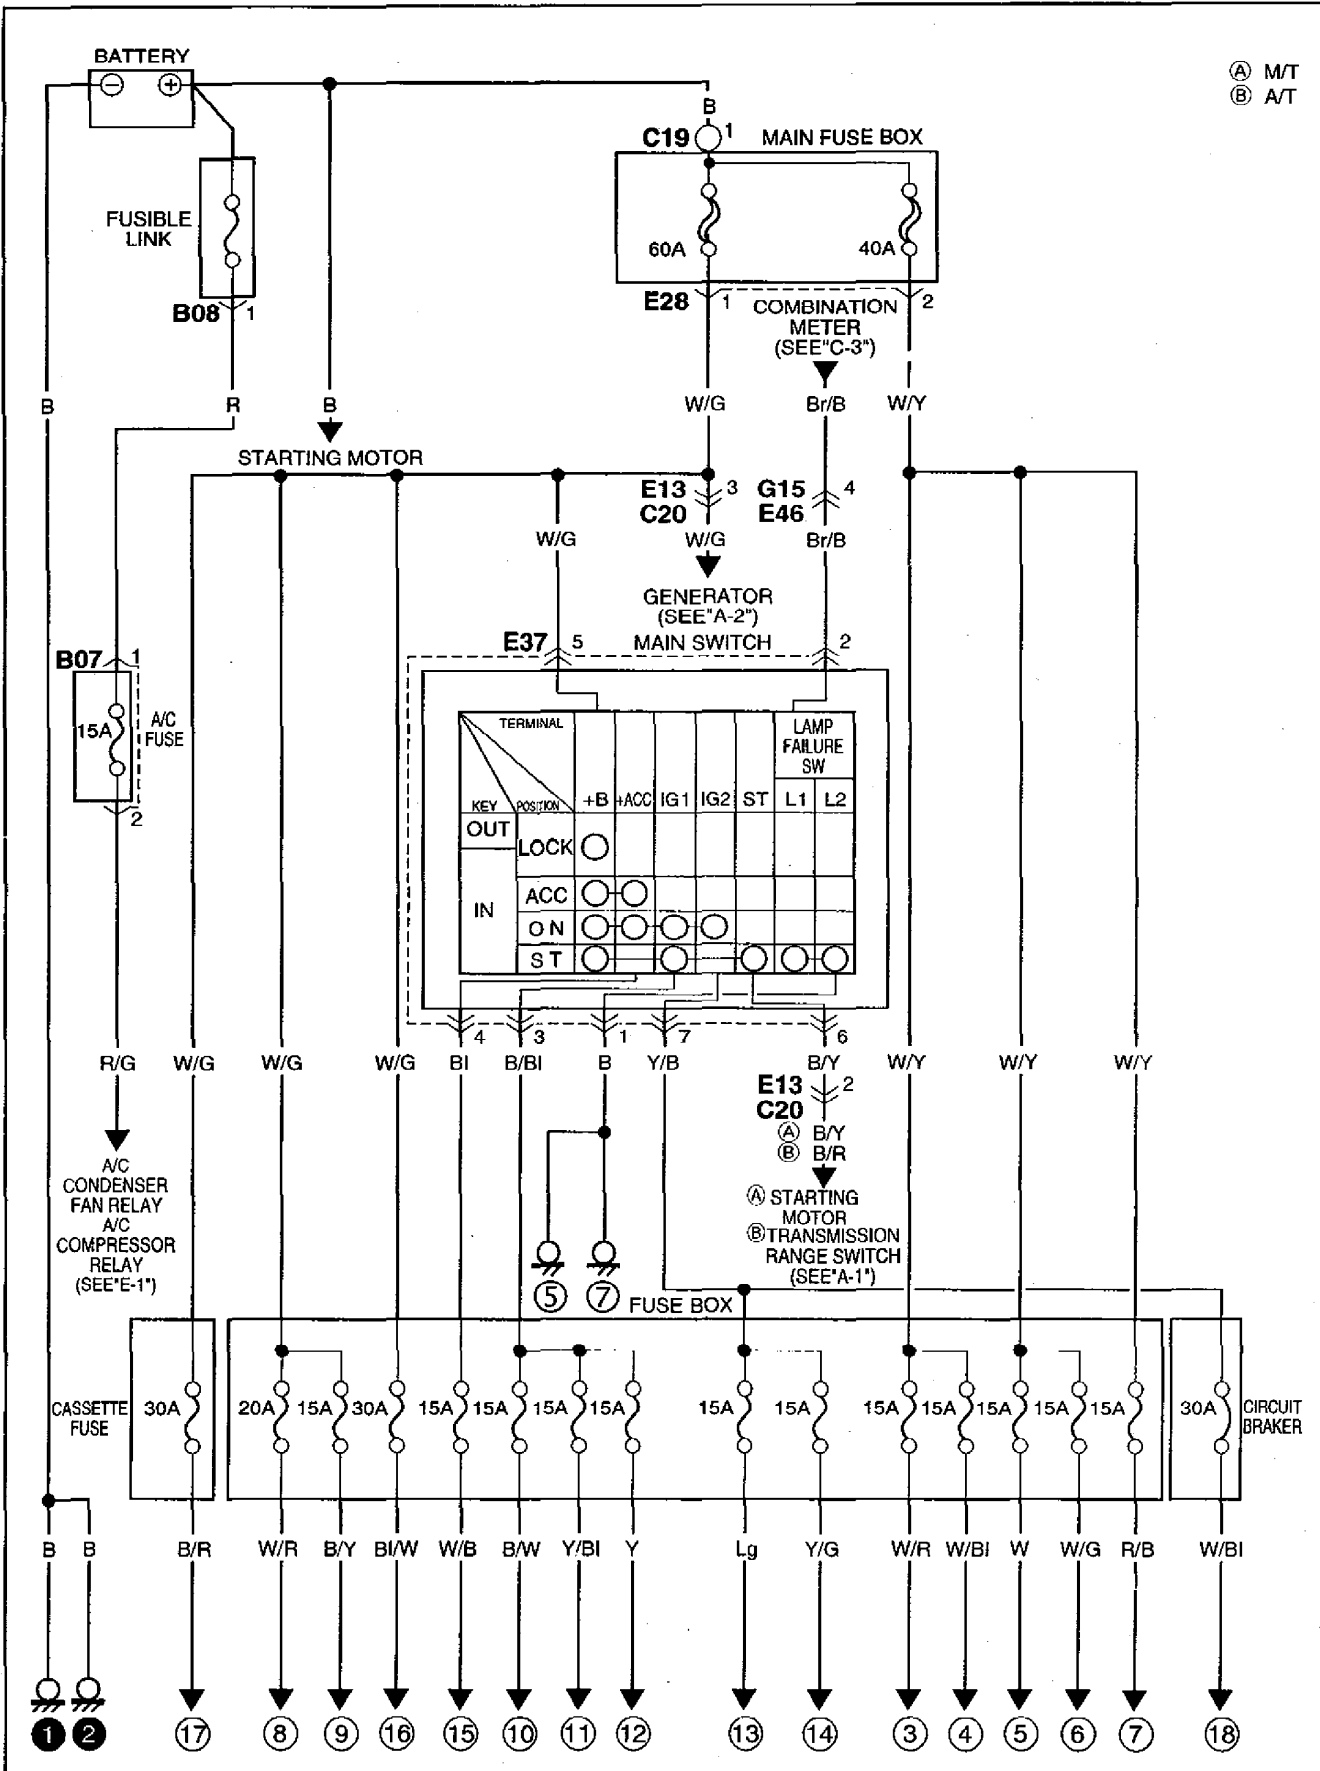 BATTERY
Ⓐ M/T
Ⓑ A/T
B
C19 1 MAIN FUSE BOX
FUSIBLE
LINK
60A 40A
B08 1
E28 1 2
COMBINATION
METER
(SEE"C-3")
B R B W/G Br/B W/Y
STARTING MOTOR
E13 3 G15 4
C20 E46
W/G W/G Br/B
GENERATOR
(SEE"A-2")
E37 5 MAIN SWITCH 2
B07 1
15A A/C
FUSE
2
TERMINAL LAMP
FAILURE
SW
KEY POSITION +B +ACC IG1 IG2 ST L1 L2
OUT
LOCK
IN
ACC
ON
ST
4 3 1 7 6
R/G W/G W/G W/G Bl B/Bl B Y/B B/Y W/Y W/Y W/Y
E13 2
C20
Ⓐ B/Y
Ⓑ B/R
A/C
CONDENSER
FAN RELAY
A/C
COMPRESSOR
RELAY
(SEE"E-1")
Ⓐ STARTING
MOTOR
Ⓑ TRANSMISSION
RANGE SWITCH
(SEE"A-1")
5 7 FUSE BOX
CASSETTE
FUSE
30A 20A 15A 30A 15A 15A 15A 15A 15A 15A 15A 15A 15A 15A 15A 30A
CIRCUIT
BRAKER
B B B/R W/R B/Y Bl/W W/B B/W Y/Bl Y Lg Y/G W/R W/Bl W W/G R/B W/Bl
1 2 17 8 9 16 15 10 11 12 13 14 3 4 5 6 7 18